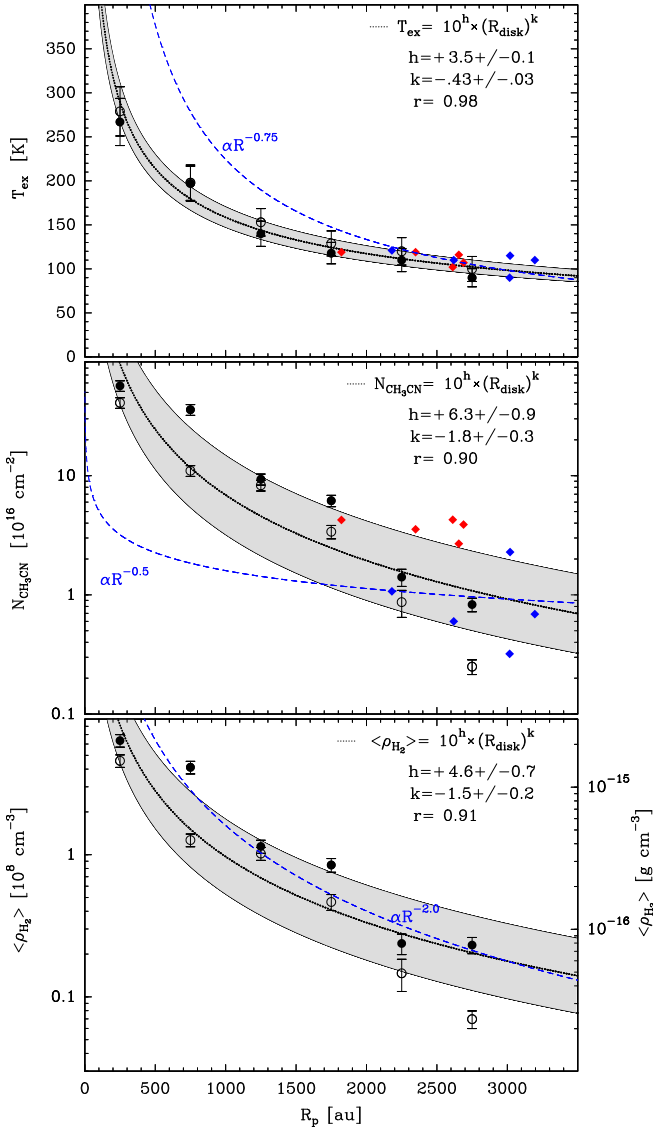 400
T_ex = 10^h × (R_disk)^k
h=+3.5+/−0.1
350
k=−.43+/−.03
r= 0.98
300
250
αR^−0.75
T_ex [K]
200
150
100
50
0
N_CH₃CN = 10^h × (R_disk)^k
h=+6.3+/−0.9
k=−1.8+/−0.3
r= 0.90
10
N_CH₃CN [10^16 cm^−2]
αR^−0.5
1
0.1
<ρ_H₂>= 10^h × (R_disk)^k
h=+4.6+/−0.7
k=−1.5+/−0.2
10^−15
r= 0.91
1
<ρ_H₂> [10^8 cm^−3]
<ρ_H₂> [g cm^−3]
αR^−2.0
10^−16
0.1
0 500 1000 1500 2000 2500 3000
R_p [au]